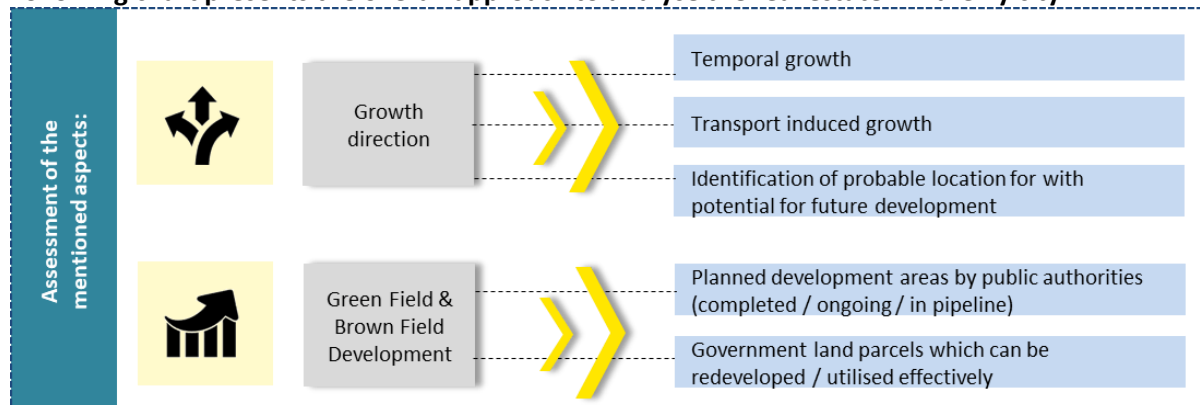 Assessment of the
mentioned aspects:
Growth
direction
Temporal growth
Transport induced growth
Identification of probable location for with
potential for future development
Green Field &
Brown Field
Development
Planned development areas by public authorities
(completed / ongoing / in pipeline)
Government land parcels which can be
redeveloped / utilised effectively